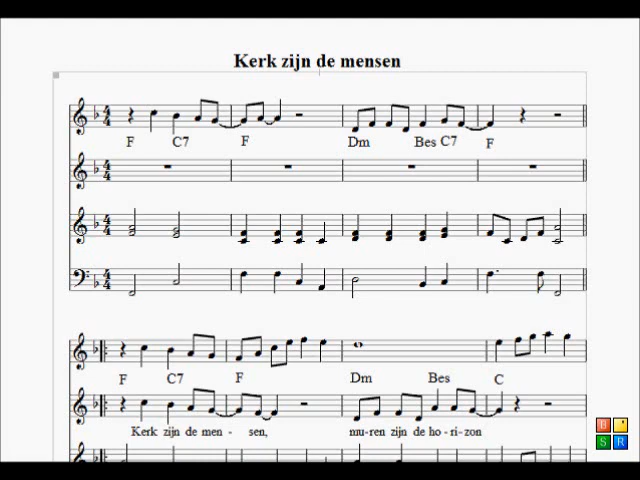 Kerk zijn de mensen
F C7 F Dm Bes C7 F
F C7 F Dm Bes C
Kerk zijn de men - sen, mu-ren zijn de ho-ri-zon
B S R